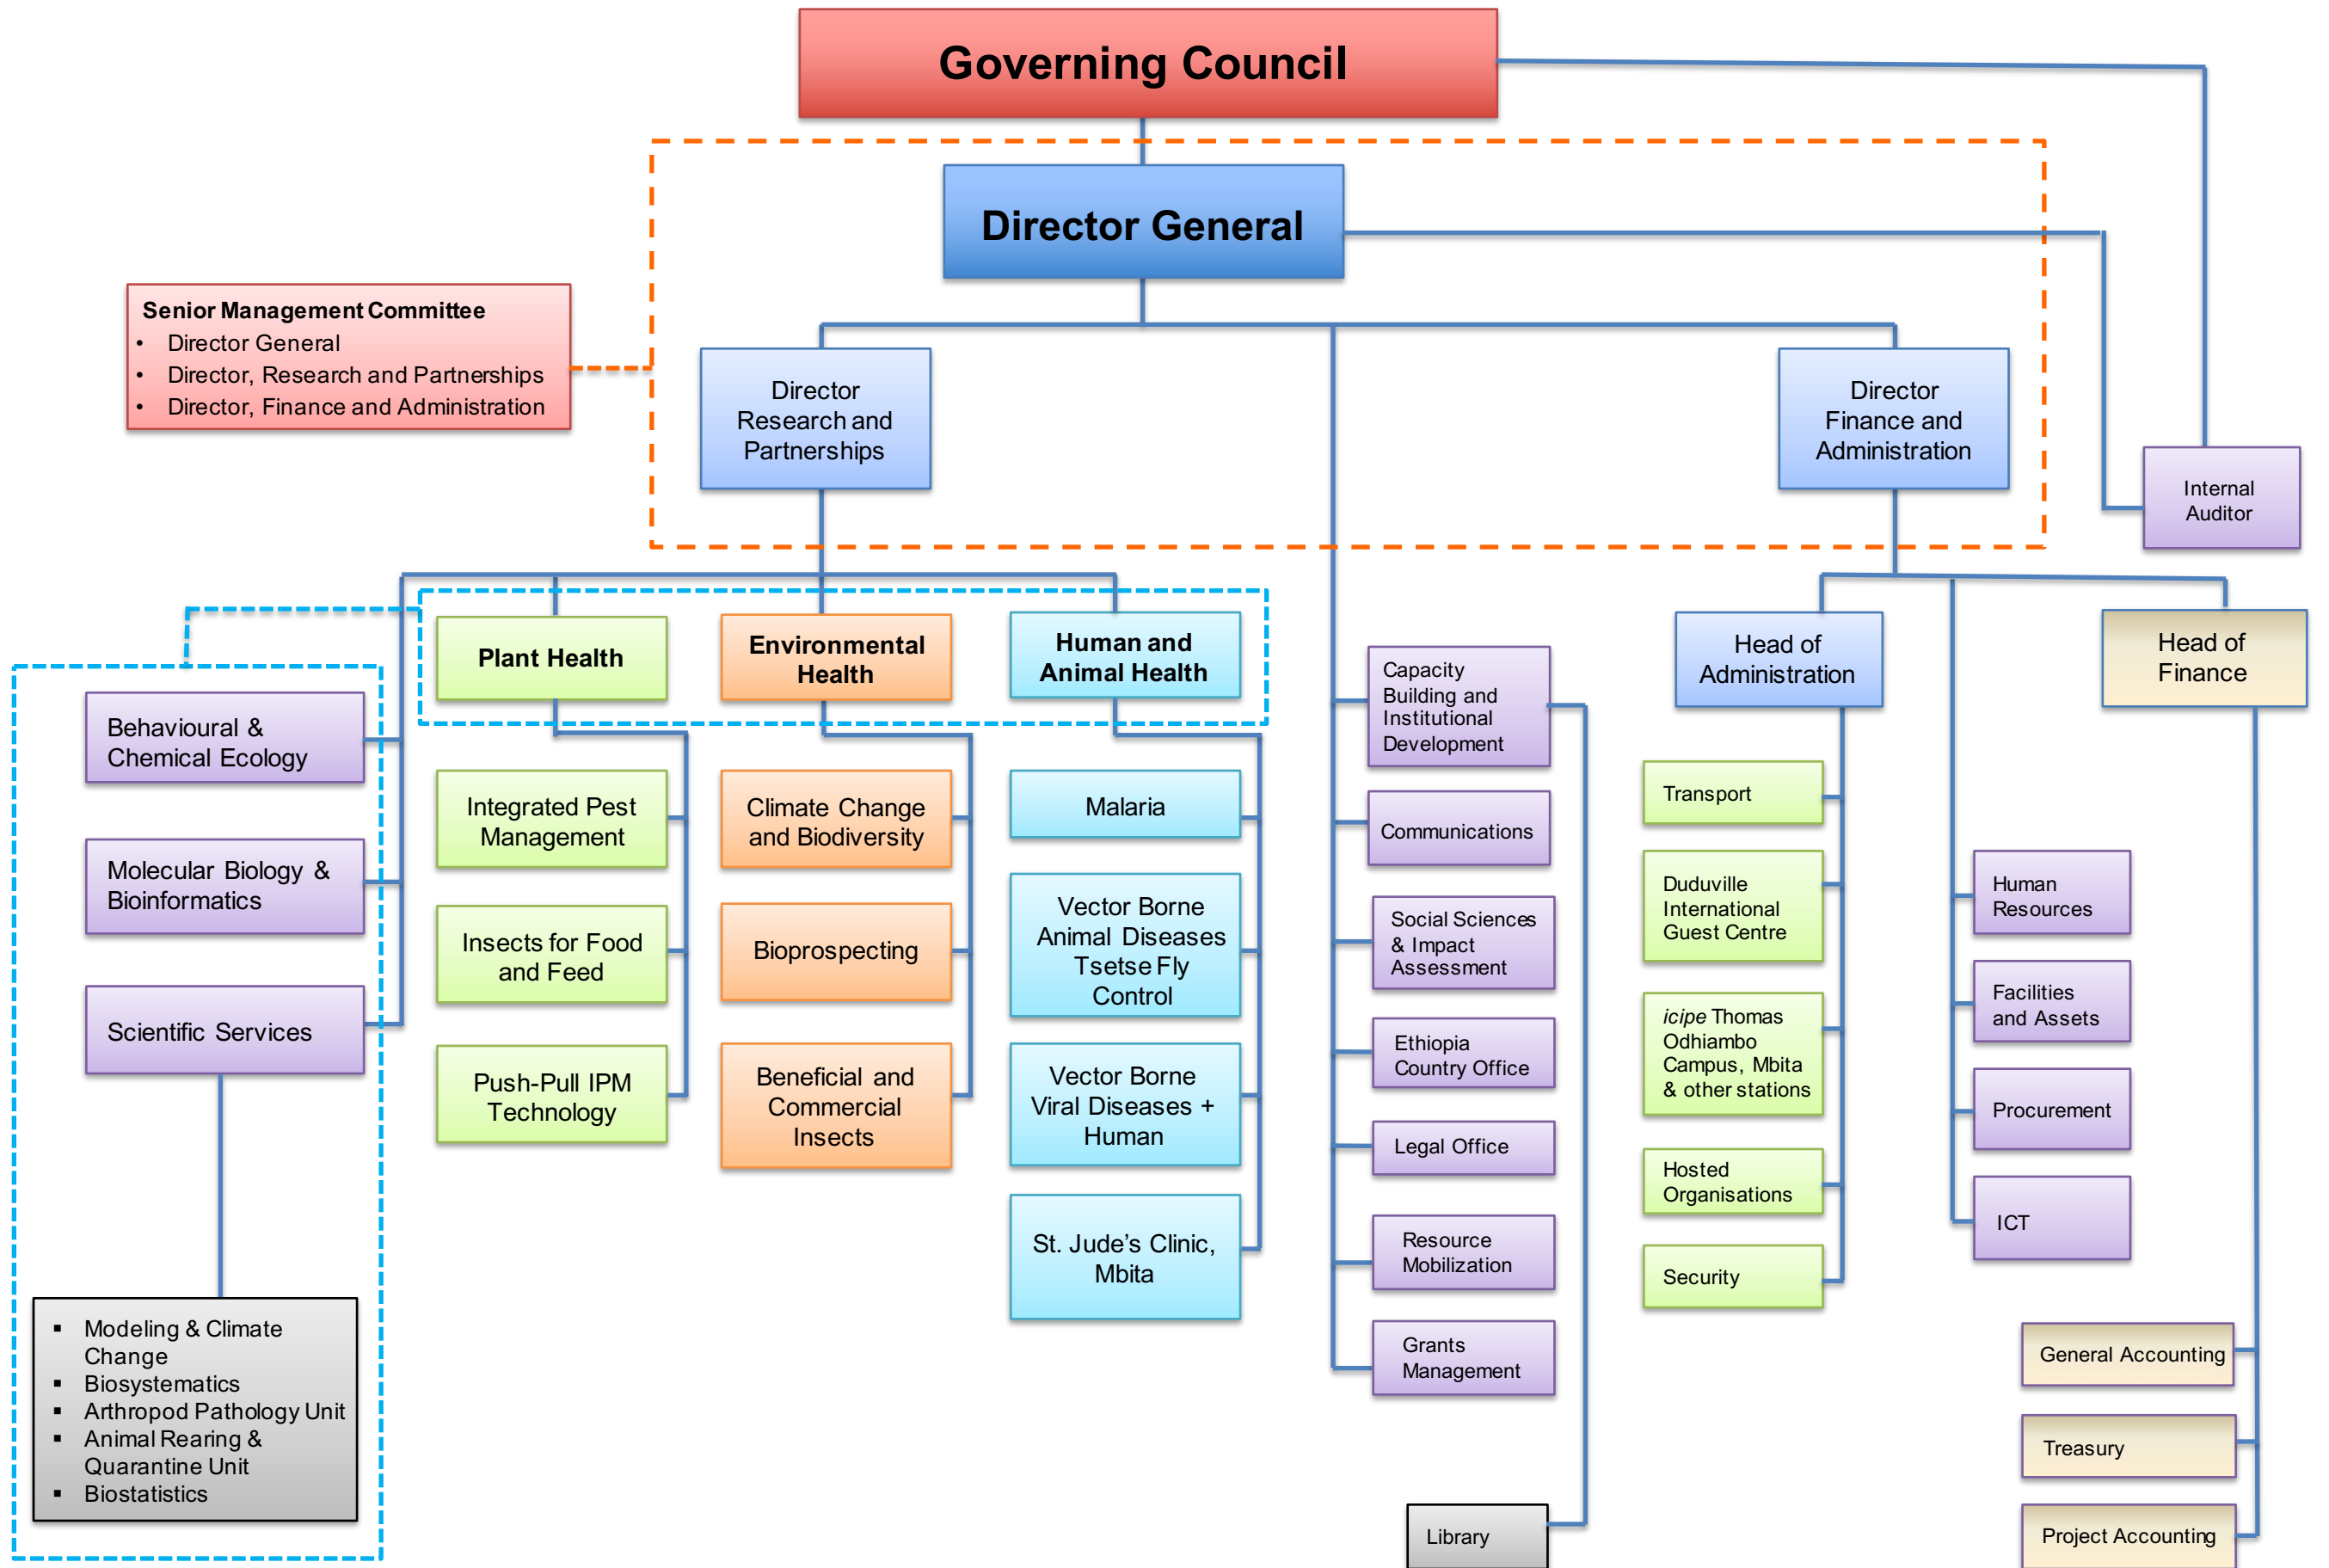 Governing Council
Director General
Senior Management Committee
• Director General
• Director, Research and Partnerships
• Director, Finance and Administration
Director
Research and
Partnerships
Director
Finance and
Administration
Internal
Auditor
Plant Health
Environmental
Health
Human and
Animal Health
Behavioural &
Chemical Ecology
Molecular Biology &
Bioinformatics
Scientific Services
▪ Modeling & Climate
Change
▪ Biosystematics
▪ Arthropod Pathology Unit
▪ Animal Rearing &
Quarantine Unit
▪ Biostatistics
Integrated Pest
Management
Insects for Food
and Feed
Push-Pull IPM
Technology
Climate Change
and Biodiversity
Bioprospecting
Beneficial and
Commercial
Insects
Malaria
Vector Borne
Animal Diseases
Tsetse Fly
Control
Vector Borne
Viral Diseases +
Human
St. Jude’s Clinic,
Mbita
Capacity
Building and
Institutional
Development
Communications
Social Sciences
& Impact
Assessment
Ethiopia
Country Office
Legal Office
Resource
Mobilization
Grants
Management
Library
Head of
Administration
Transport
Duduville
International
Guest Centre
icipe Thomas
Odhiambo
Campus, Mbita
& other stations
Hosted
Organisations
Security
Human
Resources
Facilities
and Assets
Procurement
ICT
Head of
Finance
General Accounting
Treasury
Project Accounting